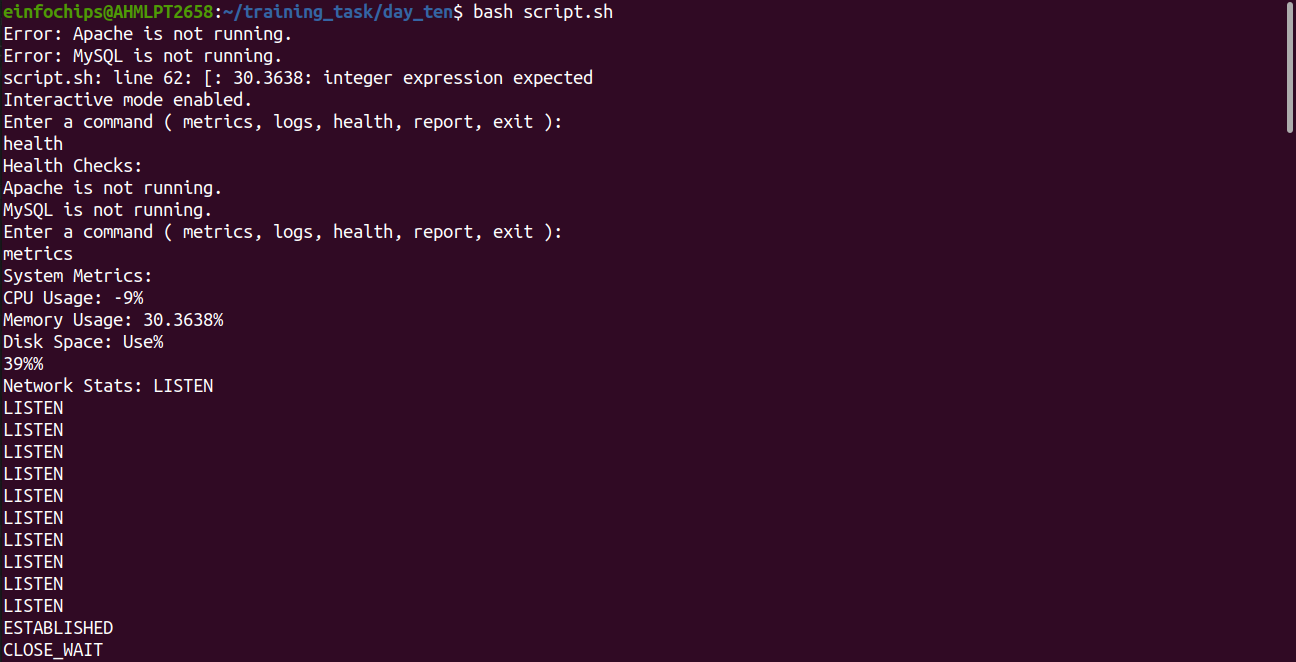 einfochips@AHMLPT2658:~/training_task/day_ten$ bash script.sh
Error: Apache is not running.
Error: MySQL is not running.
script.sh: line 62: [: 30.3638: integer expression expected
Interactive mode enabled.
Enter a command ( metrics, logs, health, report, exit ):
health
Health Checks:
Apache is not running.
MySQL is not running.
Enter a command ( metrics, logs, health, report, exit ):
metrics
System Metrics:
CPU Usage: -9%
Memory Usage: 30.3638%
Disk Space: Use%
39%%
Network Stats: LISTEN
LISTEN
LISTEN
LISTEN
LISTEN
LISTEN
LISTEN
LISTEN
LISTEN
LISTEN
LISTEN
ESTABLISHED
CLOSE_WAIT